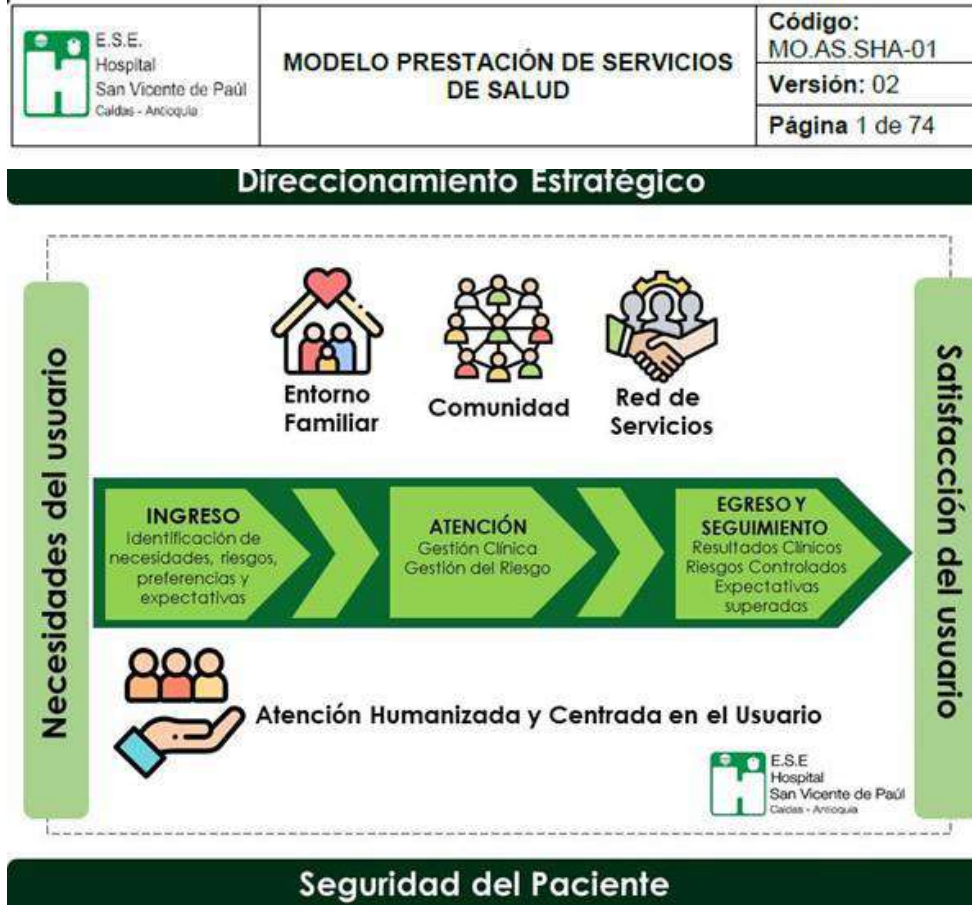 E.S.E.
Hospital
San Vicente de Paúl
Caldas - Antioquia
MODELO PRESTACIÓN DE SERVICIOS
DE SALUD
Código:
MO.AS.SHA-01
Versión: 02
Página 1 de 74
Direccionamiento Estratégico
Necesidades del usuario
Entorno
Familiar
Comunidad
Red de
Servicios
INGRESO
Identificación de
necesidades, riesgos,
preferencias y
expectativas
ATENCIÓN
Gestión Clínica
Gestión del Riesgo
EGRESO Y
SEGUIMIENTO
Resultados Clínicos
Riesgos Controlados
Expectativas
superadas
Satisfacción del usuario
Atención Humanizada y Centrada en el Usuario
E.S.E
Hospital
San Vicente de Paúl
Caldas - Antioquia
Seguridad del Paciente